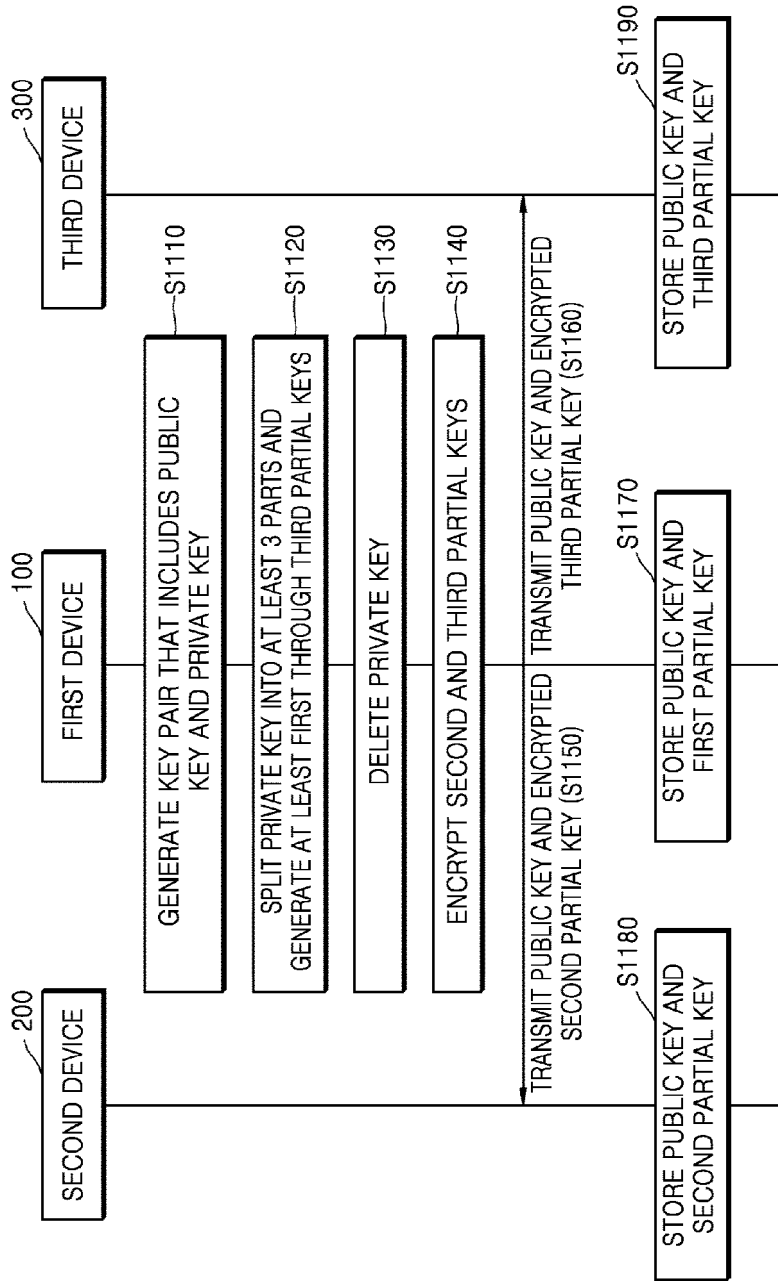 200
SECOND DEVICE
100
FIRST DEVICE
300
THIRD DEVICE
GENERATE KEY PAIR THAT INCLUDES PUBLIC
KEY AND PRIVATE KEY
S1110
SPLIT PRIVATE KEY INTO AT LEAST 3 PARTS AND
GENERATE AT LEAST FIRST THROUGH THIRD PARTIAL KEYS
S1120
DELETE PRIVATE KEY
S1130
ENCRYPT SECOND AND THIRD PARTIAL KEYS
S1140
TRANSMIT PUBLIC KEY AND ENCRYPTED
SECOND PARTIAL KEY (S1150)
TRANSMIT PUBLIC KEY AND ENCRYPTED
THIRD PARTIAL KEY (S1160)
S1180
STORE PUBLIC KEY AND
SECOND PARTIAL KEY
S1170
STORE PUBLIC KEY AND
FIRST PARTIAL KEY
S1190
STORE PUBLIC KEY AND
THIRD PARTIAL KEY